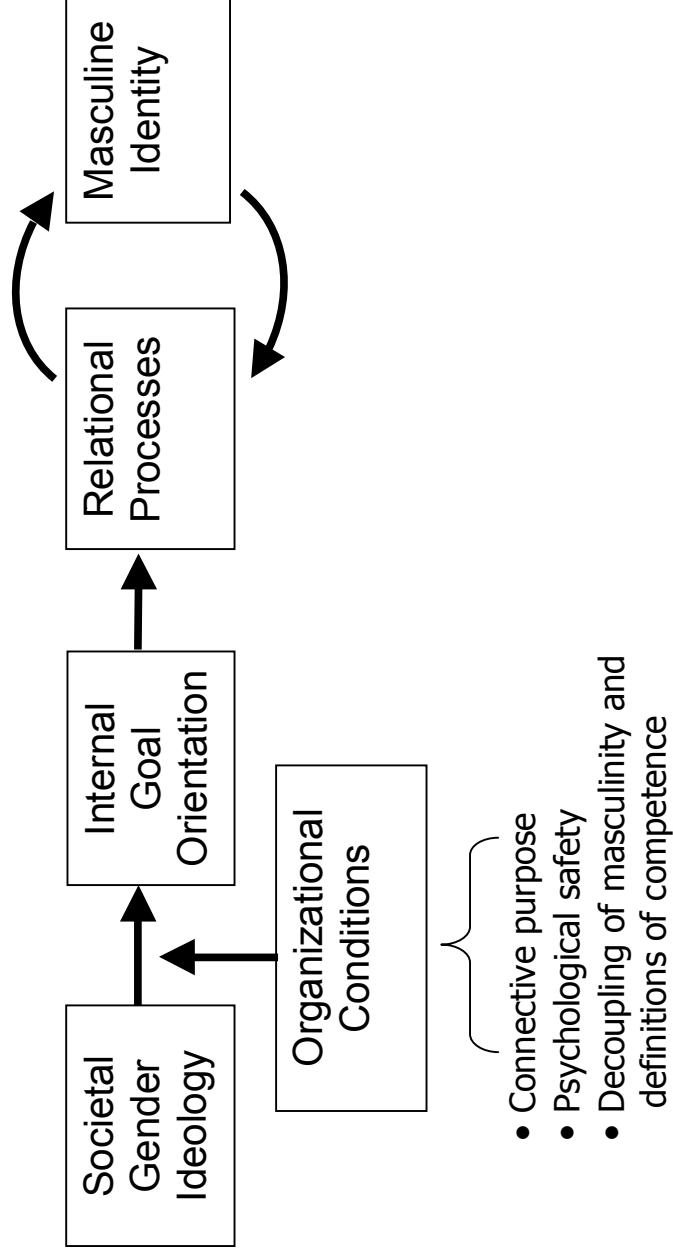 Societal
Gender
Ideology
Internal
Goal
Orientation
Relational
Processes
Masculine
Identity
Organizational
Conditions
• Connective purpose
• Psychological safety
• Decoupling of masculinity and
definitions of competence